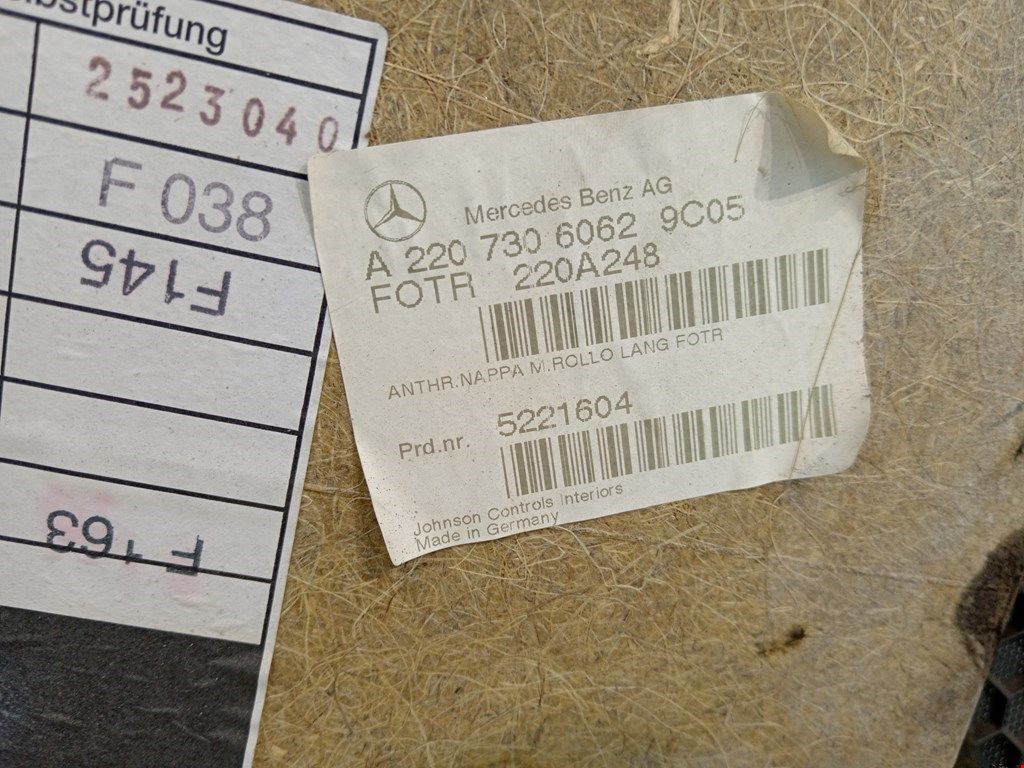 bstprüfung
2523040
F 038
F145
F163
Mercedes Benz AG
A 220 730 6062 9C05
FOTR 220A248
ANTHR.NAPPA M.ROLLO LANG FOTR
Prd.nr. 5221604
Johnson Controls Interiors
Made in Germany